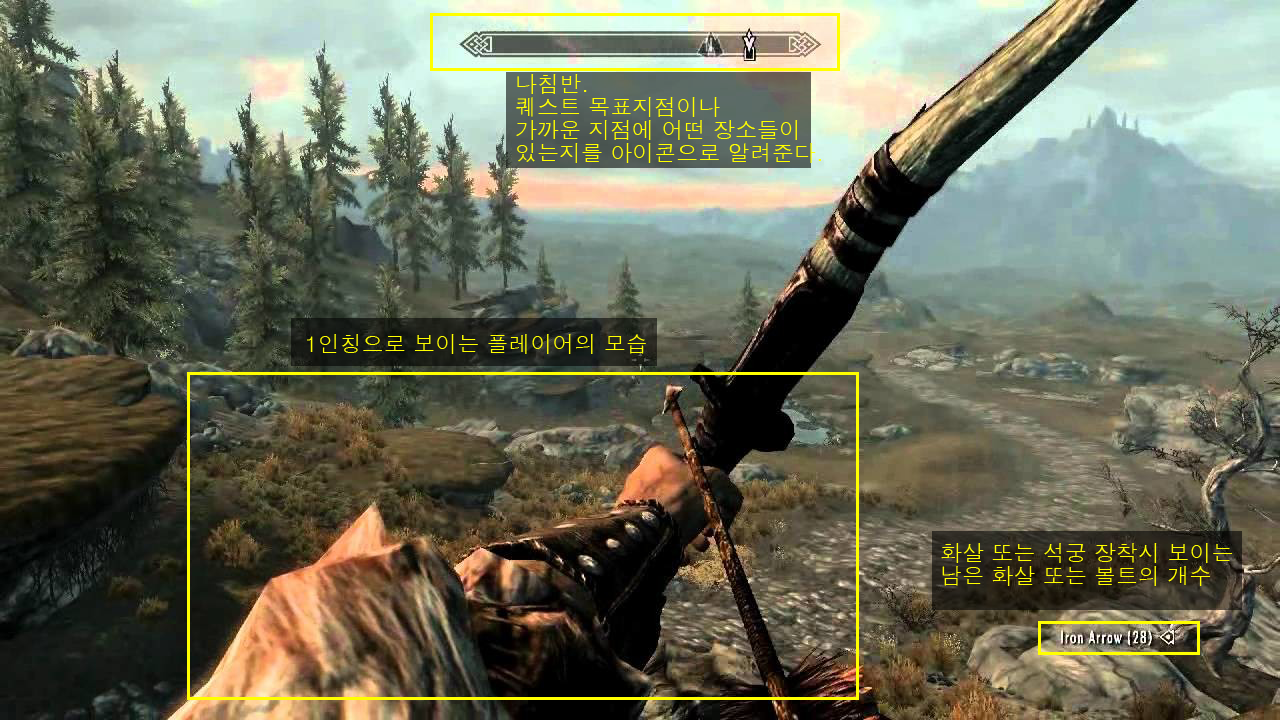 나침반.
퀘스트 목표지점이나
가까운 지점에 어떤 장소들이
있는지를 아이콘으로 알려준다.
1인칭으로 보이는 플레이어의 모습
화살 또는 석궁 장착시 보이는
남은 화살 또는 볼트의 개수
Iron Arrow (28)